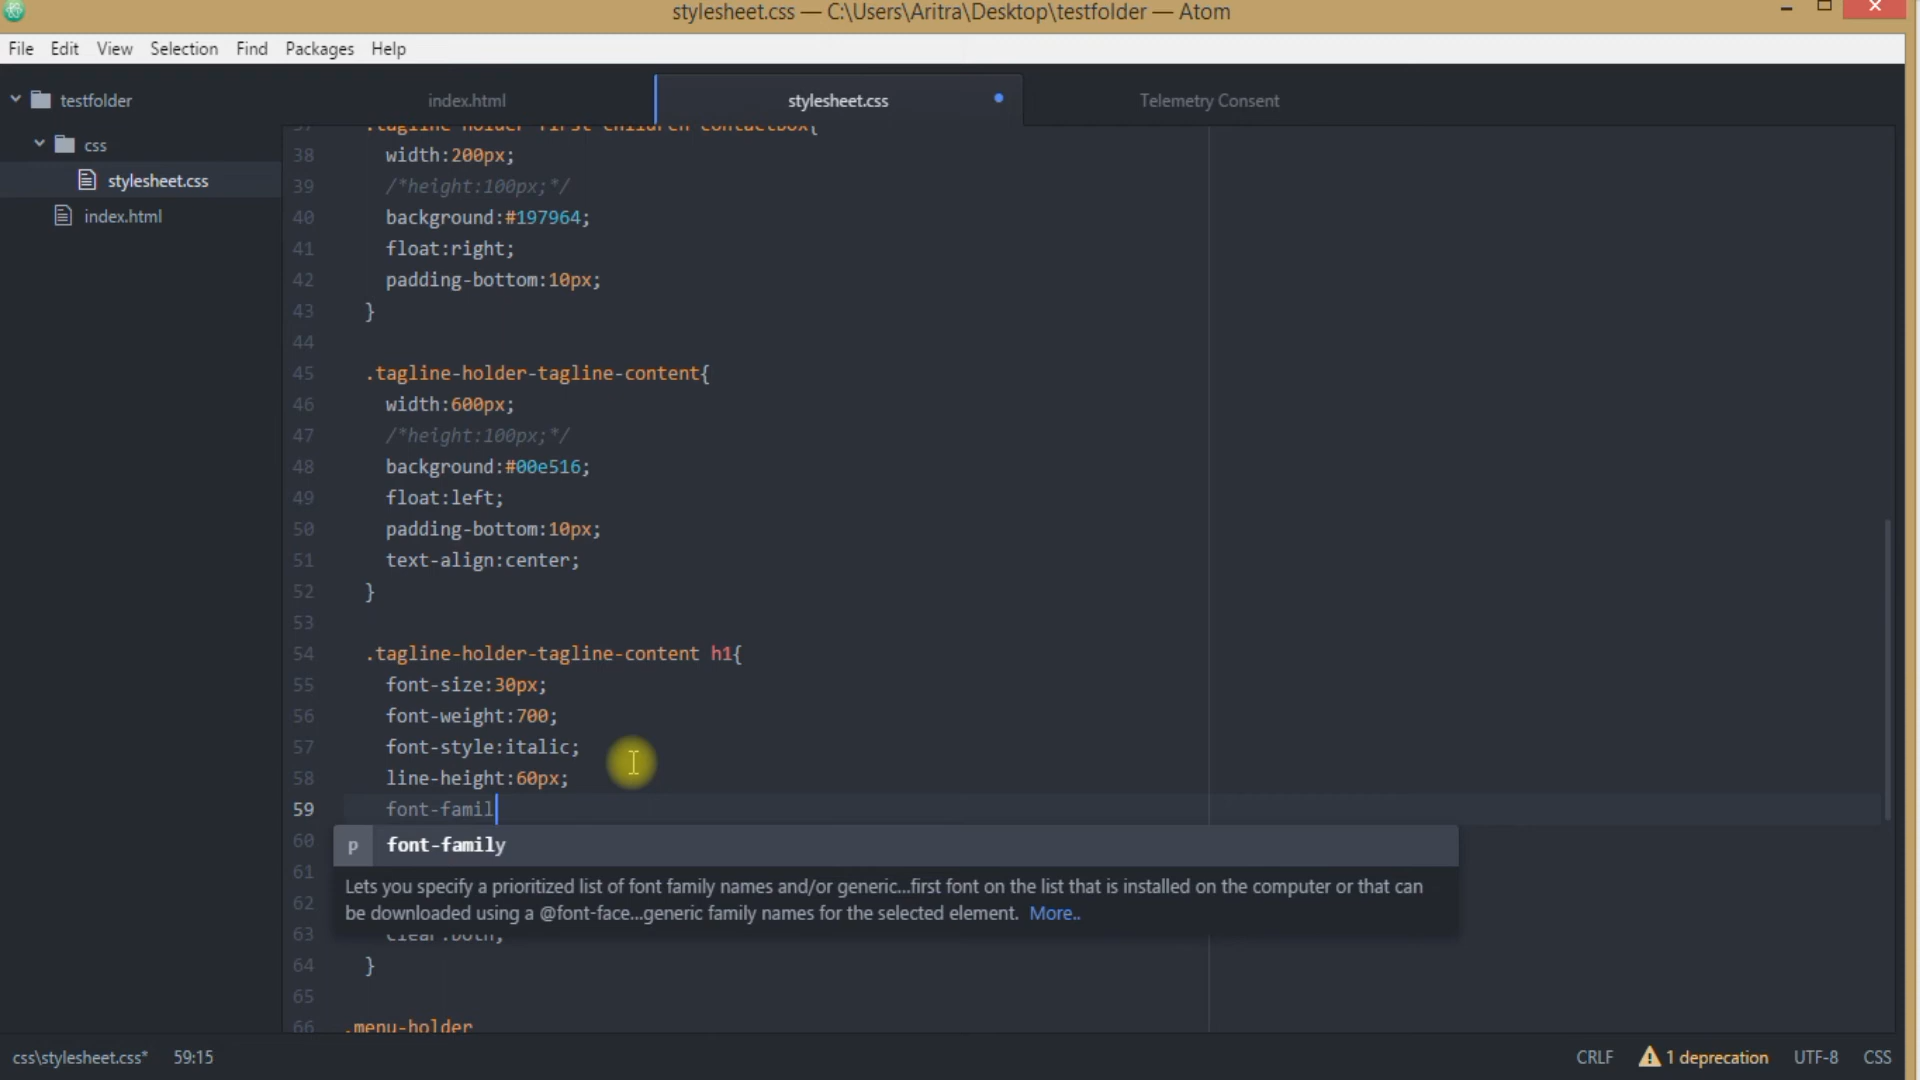 stylesheet.css — C:\Users\Aritra\Desktop\testfolder — Atom
File Edit View Selection Find Packages Help
testfolder
css
stylesheet.css
index.html
index.html stylesheet.css Telemetry Consent
37 .tagline-holder-first-children-contactbox{
38 width:200px;
39 /*height:100px;*/
40 background:#197964;
41 float:right;
42 padding-bottom:10px;
43 }
44
45 .tagline-holder-tagline-content{
46 width:600px;
47 /*height:100px;*/
48 background:#00e516;
49 float:left;
50 padding-bottom:10px;
51 text-align:center;
52 }
53
54 .tagline-holder-tagline-content h1{
55 font-size:30px;
56 font-weight:700;
57 font-style:italic;
58 line-height:60px;
59 font-famil
60
p font-family
61
Lets you specify a prioritized list of font family names and/or generic...first font on the list that is installed on the computer or that can
62
be downloaded using a @font-face...generic family names for the selected element. More..
63 clear:both;
64 }
65
66 .menu-holder
css\stylesheet.css* 59:15 CRLF 1 deprecation UTF-8 CSS